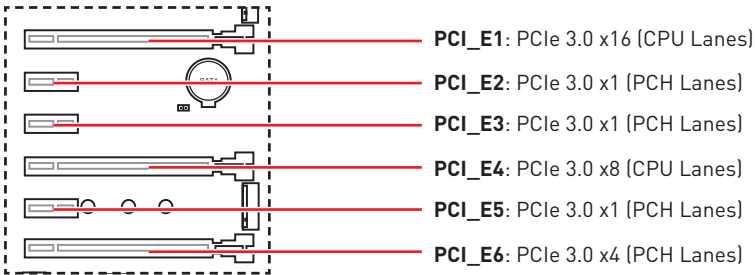 PCI_E1: PCIe 3.0 x16 (CPU Lanes)
PCI_E2: PCIe 3.0 x1 (PCH Lanes)
BAT1
PCI_E3: PCIe 3.0 x1 (PCH Lanes)
PCI_E4: PCIe 3.0 x8 (CPU Lanes)
PCI_E5: PCIe 3.0 x1 (PCH Lanes)
PCI_E6: PCIe 3.0 x4 (PCH Lanes)